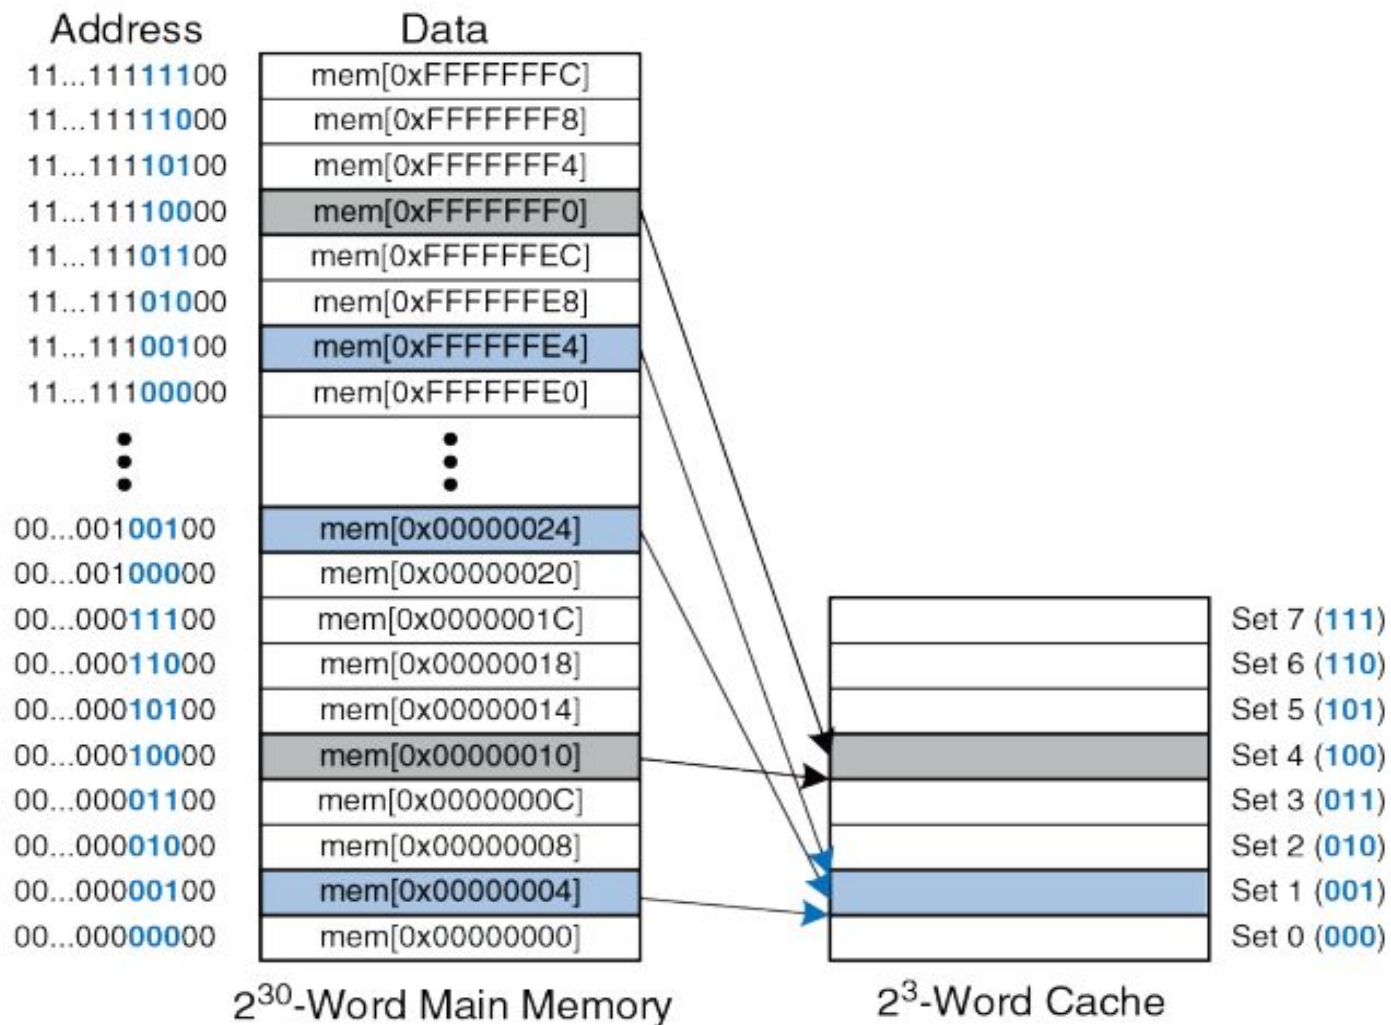 Address Data
11...11111100 mem[0xFFFFFFFC]
11...11111000 mem[0xFFFFFFF8]
11...11110100 mem[0xFFFFFFF4]
11...11110000 mem[0xFFFFFFF0]
11...11101100 mem[0xFFFFFFEC]
11...11101000 mem[0xFFFFFFE8]
11...11100100 mem[0xFFFFFFE4]
11...11100000 mem[0xFFFFFFE0]
00...00100100 mem[0x00000024]
00...00100000 mem[0x00000020]
00...00011100 mem[0x0000001C] Set 7 (111)
00...00011000 mem[0x00000018] Set 6 (110)
00...00010100 mem[0x00000014] Set 5 (101)
00...00010000 mem[0x00000010] Set 4 (100)
00...00001100 mem[0x0000000C] Set 3 (011)
00...00001000 mem[0x00000008] Set 2 (010)
00...00000100 mem[0x00000004] Set 1 (001)
00...00000000 mem[0x00000000] Set 0 (000)
2³⁰-Word Main Memory 2³-Word Cache